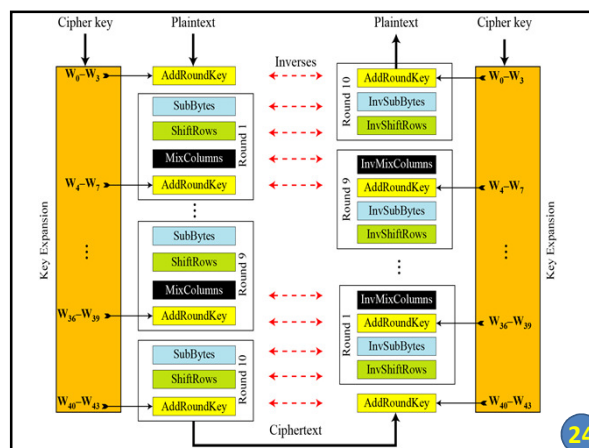 Cipher key
Plaintext
Plaintext
Cipher key
W0–W3
AddRoundKey
Inverses
AddRoundKey
W0–W3
SubBytes
InvSubBytes
ShiftRows
InvShiftRows
MixColumns
AddRoundKey
Round 1
Round 10
W4–W7
InvMixColumns
AddRoundKey
W4–W7
InvSubBytes
InvShiftRows
Round 9
⋯
Key Expansion
⋮
SubBytes
ShiftRows
MixColumns
AddRoundKey
Round 9
W36–W39
⋮
InvMixColumns
AddRoundKey
W36–W39
InvSubBytes
InvShiftRows
Round 1
⋮
Key Expansion
SubBytes
ShiftRows
AddRoundKey
Round 10
W40–W43
AddRoundKey
W40–W43
Ciphertext
24